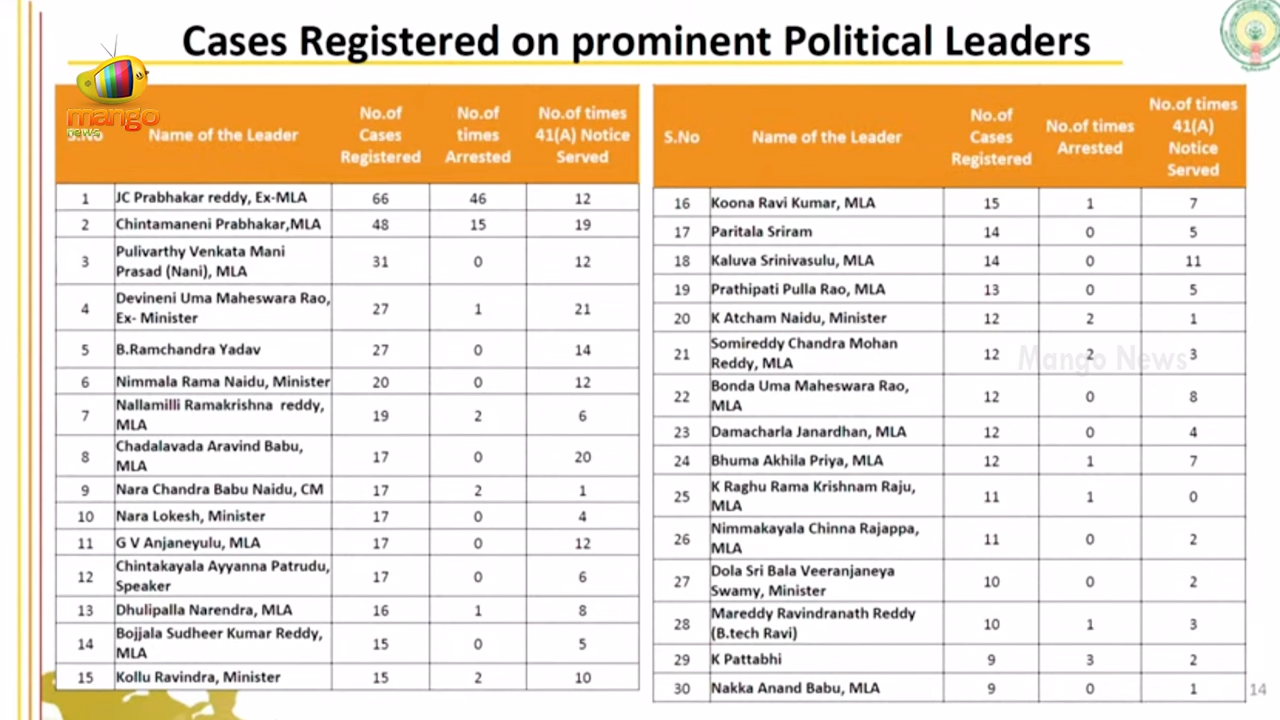 Cases Registered on prominent Political Leaders
mango
news
S.No Name of the Leader No.of Cases Registered No.of times Arrested No.of times 41(A) Notice Served
1 JC Prabhakar reddy, Ex-MLA 66 46 12
2 Chintamaneni Prabhakar,MLA 48 15 19
3 Pulivarthy Venkata Mani Prasad (Nani), MLA 31 0 12
4 Devineni Uma Maheswara Rao, Ex- Minister 27 1 21
5 B.Ramchandra Yadav 27 0 14
6 Nimmala Rama Naidu, Minister 20 0 12
7 Nallamilli Ramakrishna reddy, MLA 19 2 6
8 Chadalavada Aravind Babu, MLA 17 0 20
9 Nara Chandra Babu Naidu, CM 17 2 1
10 Nara Lokesh, Minister 17 0 4
11 G V Anjaneyulu, MLA 17 0 12
12 Chintakayala Ayyanna Patrudu, Speaker 17 0 6
13 Dhulipalla Narendra, MLA 16 1 8
14 Bojjala Sudheer Kumar Reddy, MLA 15 0 5
15 Kollu Ravindra, Minister 15 2 10
S.No Name of the Leader No.of Cases Registered No.of times Arrested No.of times 41(A) Notice Served
16 Koona Ravi Kumar, MLA 15 1 7
17 Paritala Sriram 14 0 5
18 Kaluva Srinivasulu, MLA 14 0 11
19 Prathipati Pulla Rao, MLA 13 0 5
20 K Atcham Naidu, Minister 12 2 1
21 Somireddy Chandra Mohan Reddy, MLA 12 2 3
Mango News
22 Bonda Uma Maheswara Rao, MLA 12 0 8
23 Damacharla Janardhan, MLA 12 0 4
24 Bhuma Akhila Priya, MLA 12 1 7
25 K Raghu Rama Krishnam Raju, MLA 11 1 0
26 Nimmakayala Chinna Rajappa, MLA 11 0 2
27 Dola Sri Bala Veeranjaneya Swamy, Minister 10 0 2
28 Mareddy Ravindranath Reddy (B.tech Ravi) 10 1 3
29 K Pattabhi 9 3 2
30 Nakka Anand Babu, MLA 9 0 1
14